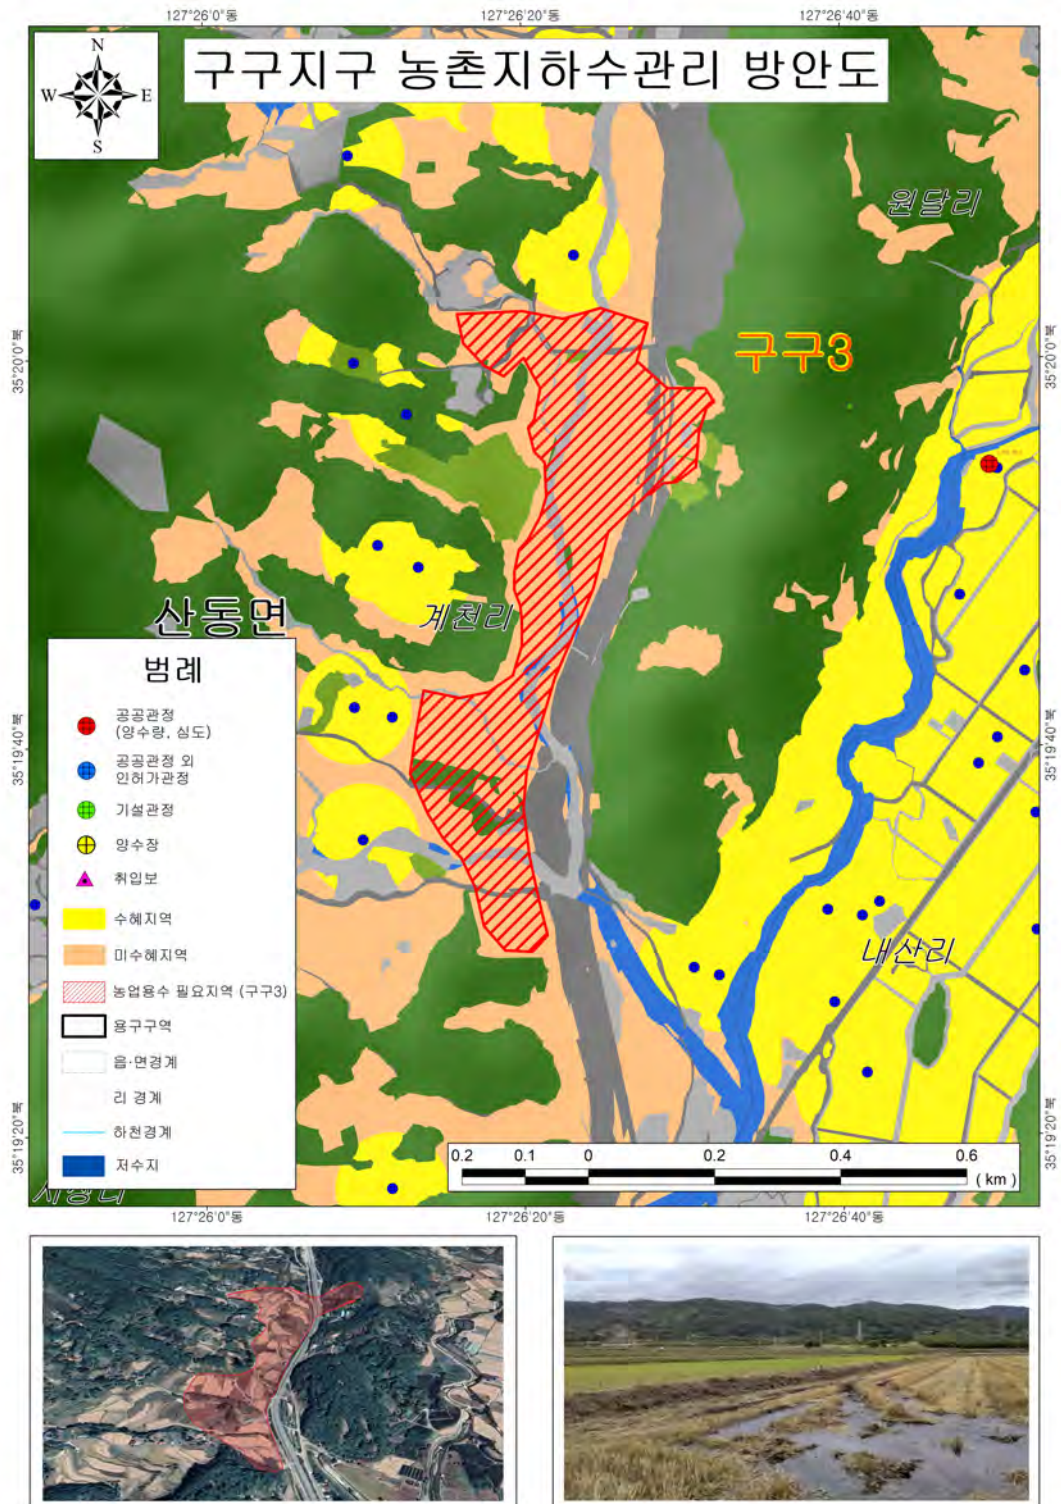 127°26'0"동
127°26'20"동
127°26'40"동
N
W
E
S
구구지구 농촌지하수관리 방안도
원달리
35°20'0"북
35°20'0"북
구구3
산동면
계천리
범례
공공관정
(양수량, 심도)
공공관정 외
인허가관정
기설관정
양수장
취입보
수혜지역
미수혜지역
농업용수 필요지역 (구구3)
용구구역
읍·면경계
리 경계
하천경계
저수지
35°19'40"북
35°19'40"북
내산리
35°19'20"북
35°19'20"북
0.2
0.1
0
0.2
0.4
0.6
( km )
127°26'0"동
127°26'20"동
127°26'40"동